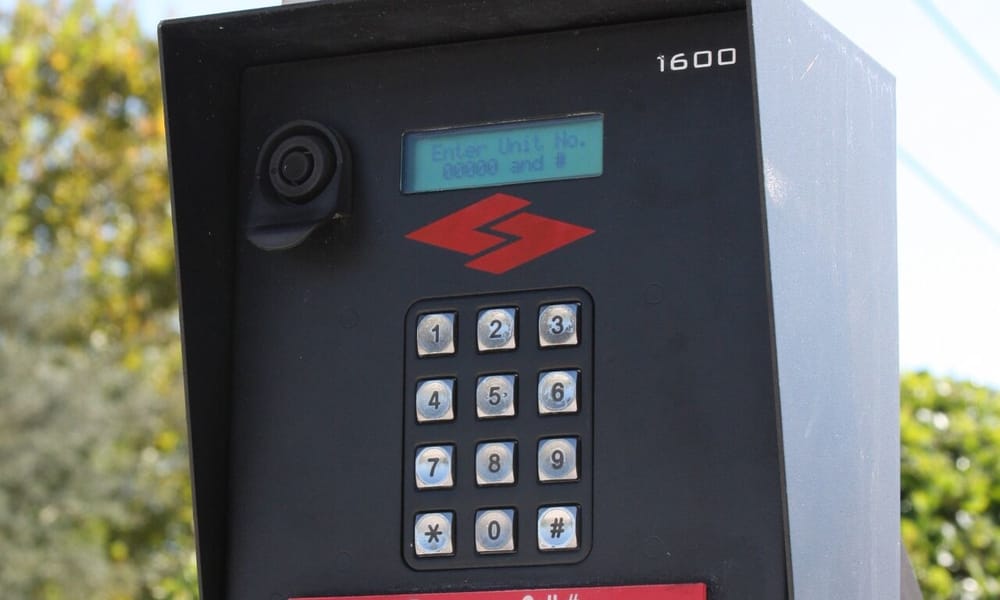 1600
Enter Unit No.
00000 and #
1 2 3
4 5 6
7 8 9
* 0 #